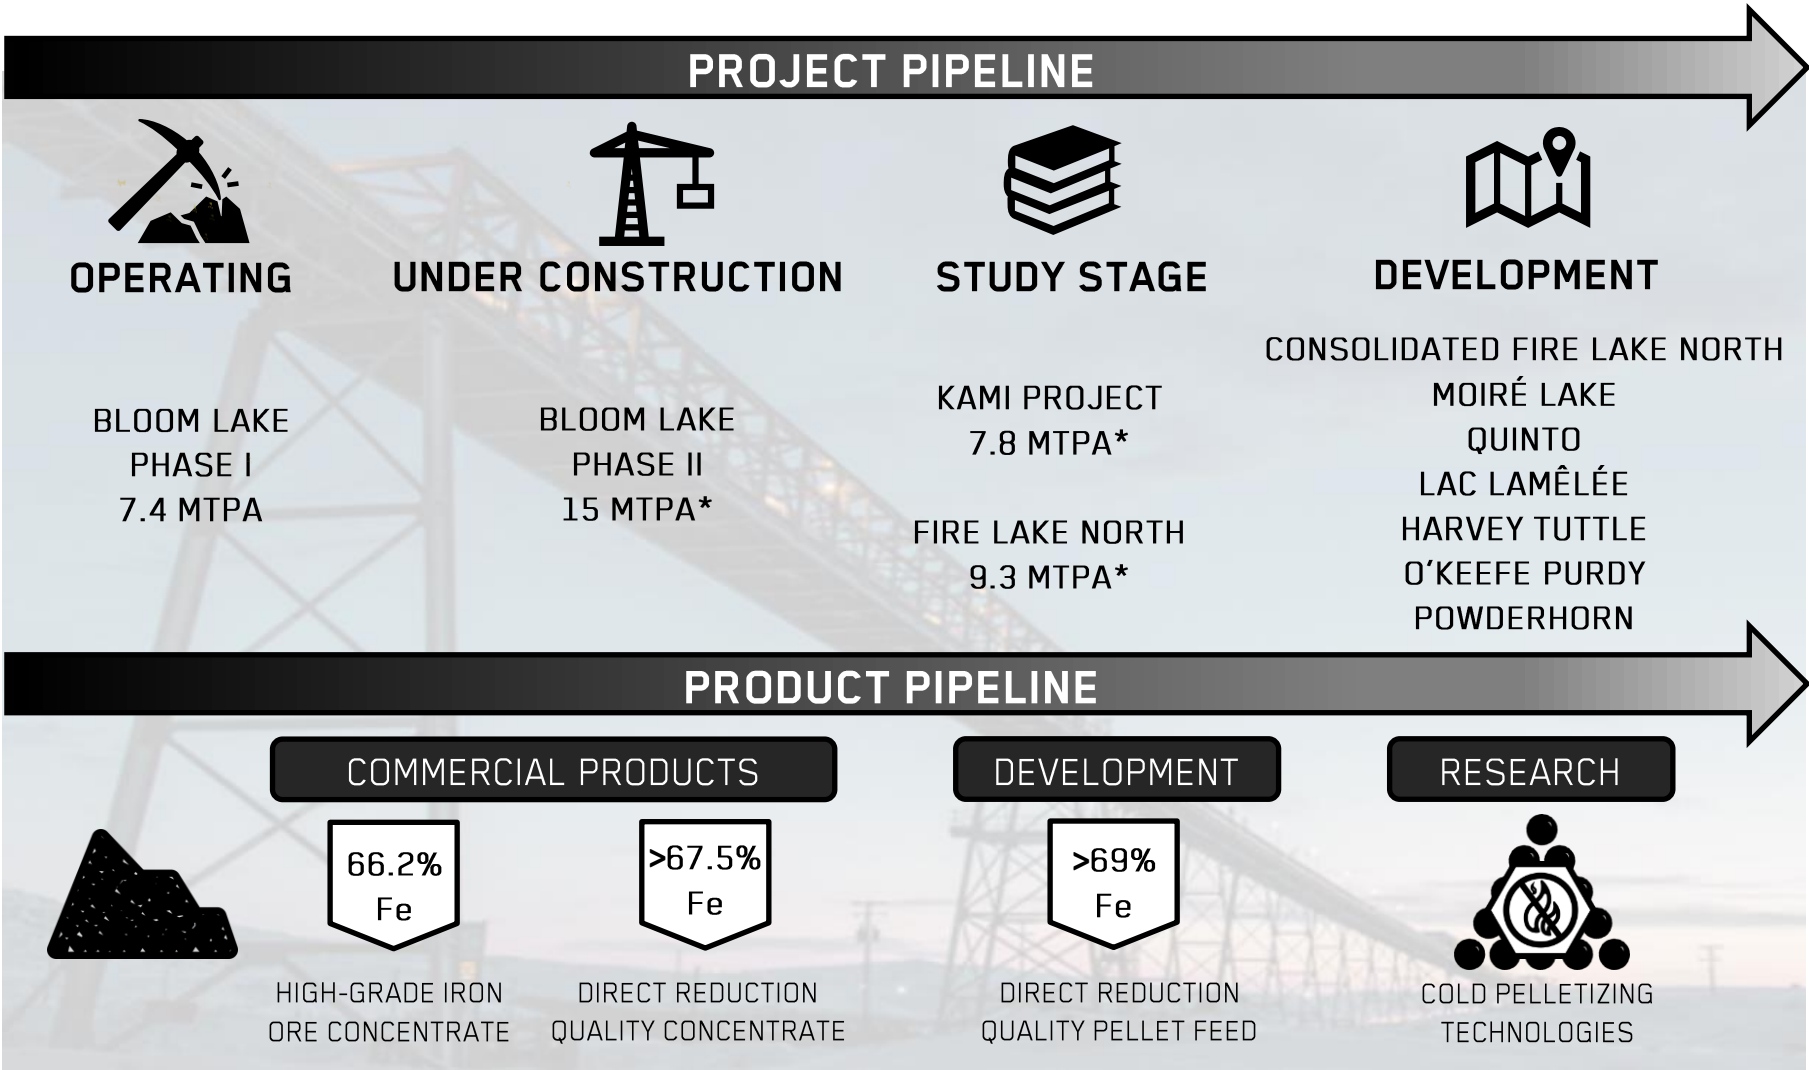 PROJECT PIPELINE
OPERATING
BLOOM LAKE
PHASE I
7.4 MTPA
UNDER CONSTRUCTION
BLOOM LAKE
PHASE II
15 MTPA*
STUDY STAGE
KAMI PROJECT
7.8 MTPA*
FIRE LAKE NORTH
9.3 MTPA*
DEVELOPMENT
CONSOLIDATED FIRE LAKE NORTH
MOIRÉ LAKE
QUINTO
LAC LAMÊLÉE
HARVEY TUTTLE
O’KEEFE PURDY
POWDERHORN
PRODUCT PIPELINE
COMMERCIAL PRODUCTS
66.2%
Fe
HIGH-GRADE IRON
ORE CONCENTRATE
>67.5%
Fe
DIRECT REDUCTION
QUALITY CONCENTRATE
DEVELOPMENT
>69%
Fe
DIRECT REDUCTION
QUALITY PELLET FEED
RESEARCH
COLD PELLETIZING
TECHNOLOGIES